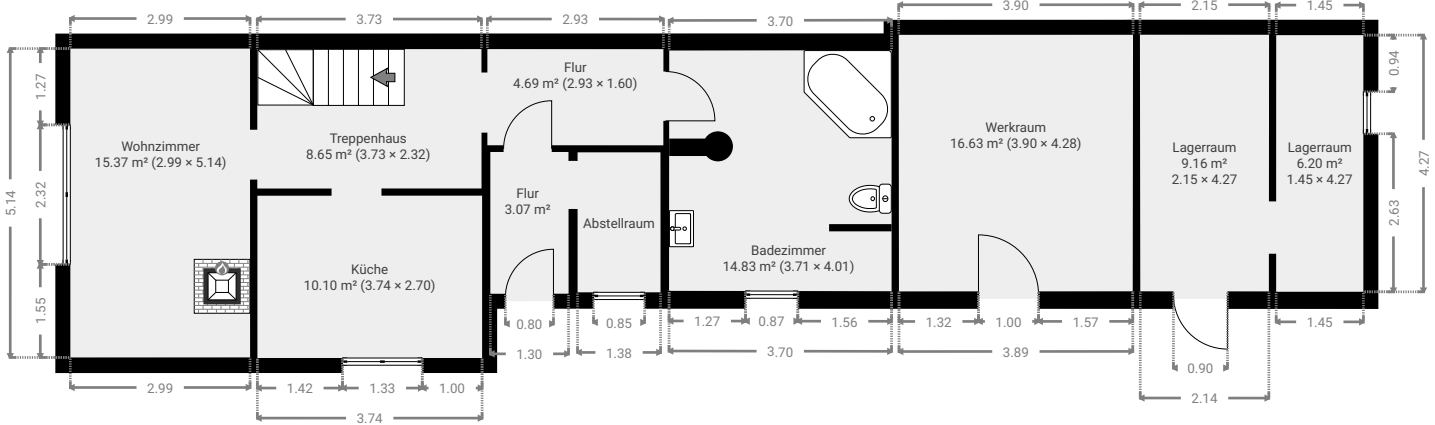 2.99
3.73
2.93
3.70
3.90
2.15
1.45
5.14
1.27
2.32
1.55
Wohnzimmer
15.37 m² (2.99 × 5.14)
Treppenhaus
8.65 m² (3.73 × 2.32)
Flur
4.69 m² (2.93 × 1.60)
Flur
3.07 m²
Abstellraum
Küche
10.10 m² (3.74 × 2.70)
Badezimmer
14.83 m² (3.71 × 4.01)
Werkraum
16.63 m² (3.90 × 4.28)
Lagerraum
9.16 m²
2.15 × 4.27
Lagerraum
6.20 m²
1.45 × 4.27
0.94
2.63
4.27
0.80
0.85
1.27
0.87
1.56
1.32
1.00
1.57
1.45
1.30
1.38
3.70
3.89
0.90
2.99
1.42
1.33
1.00
2.14
3.74